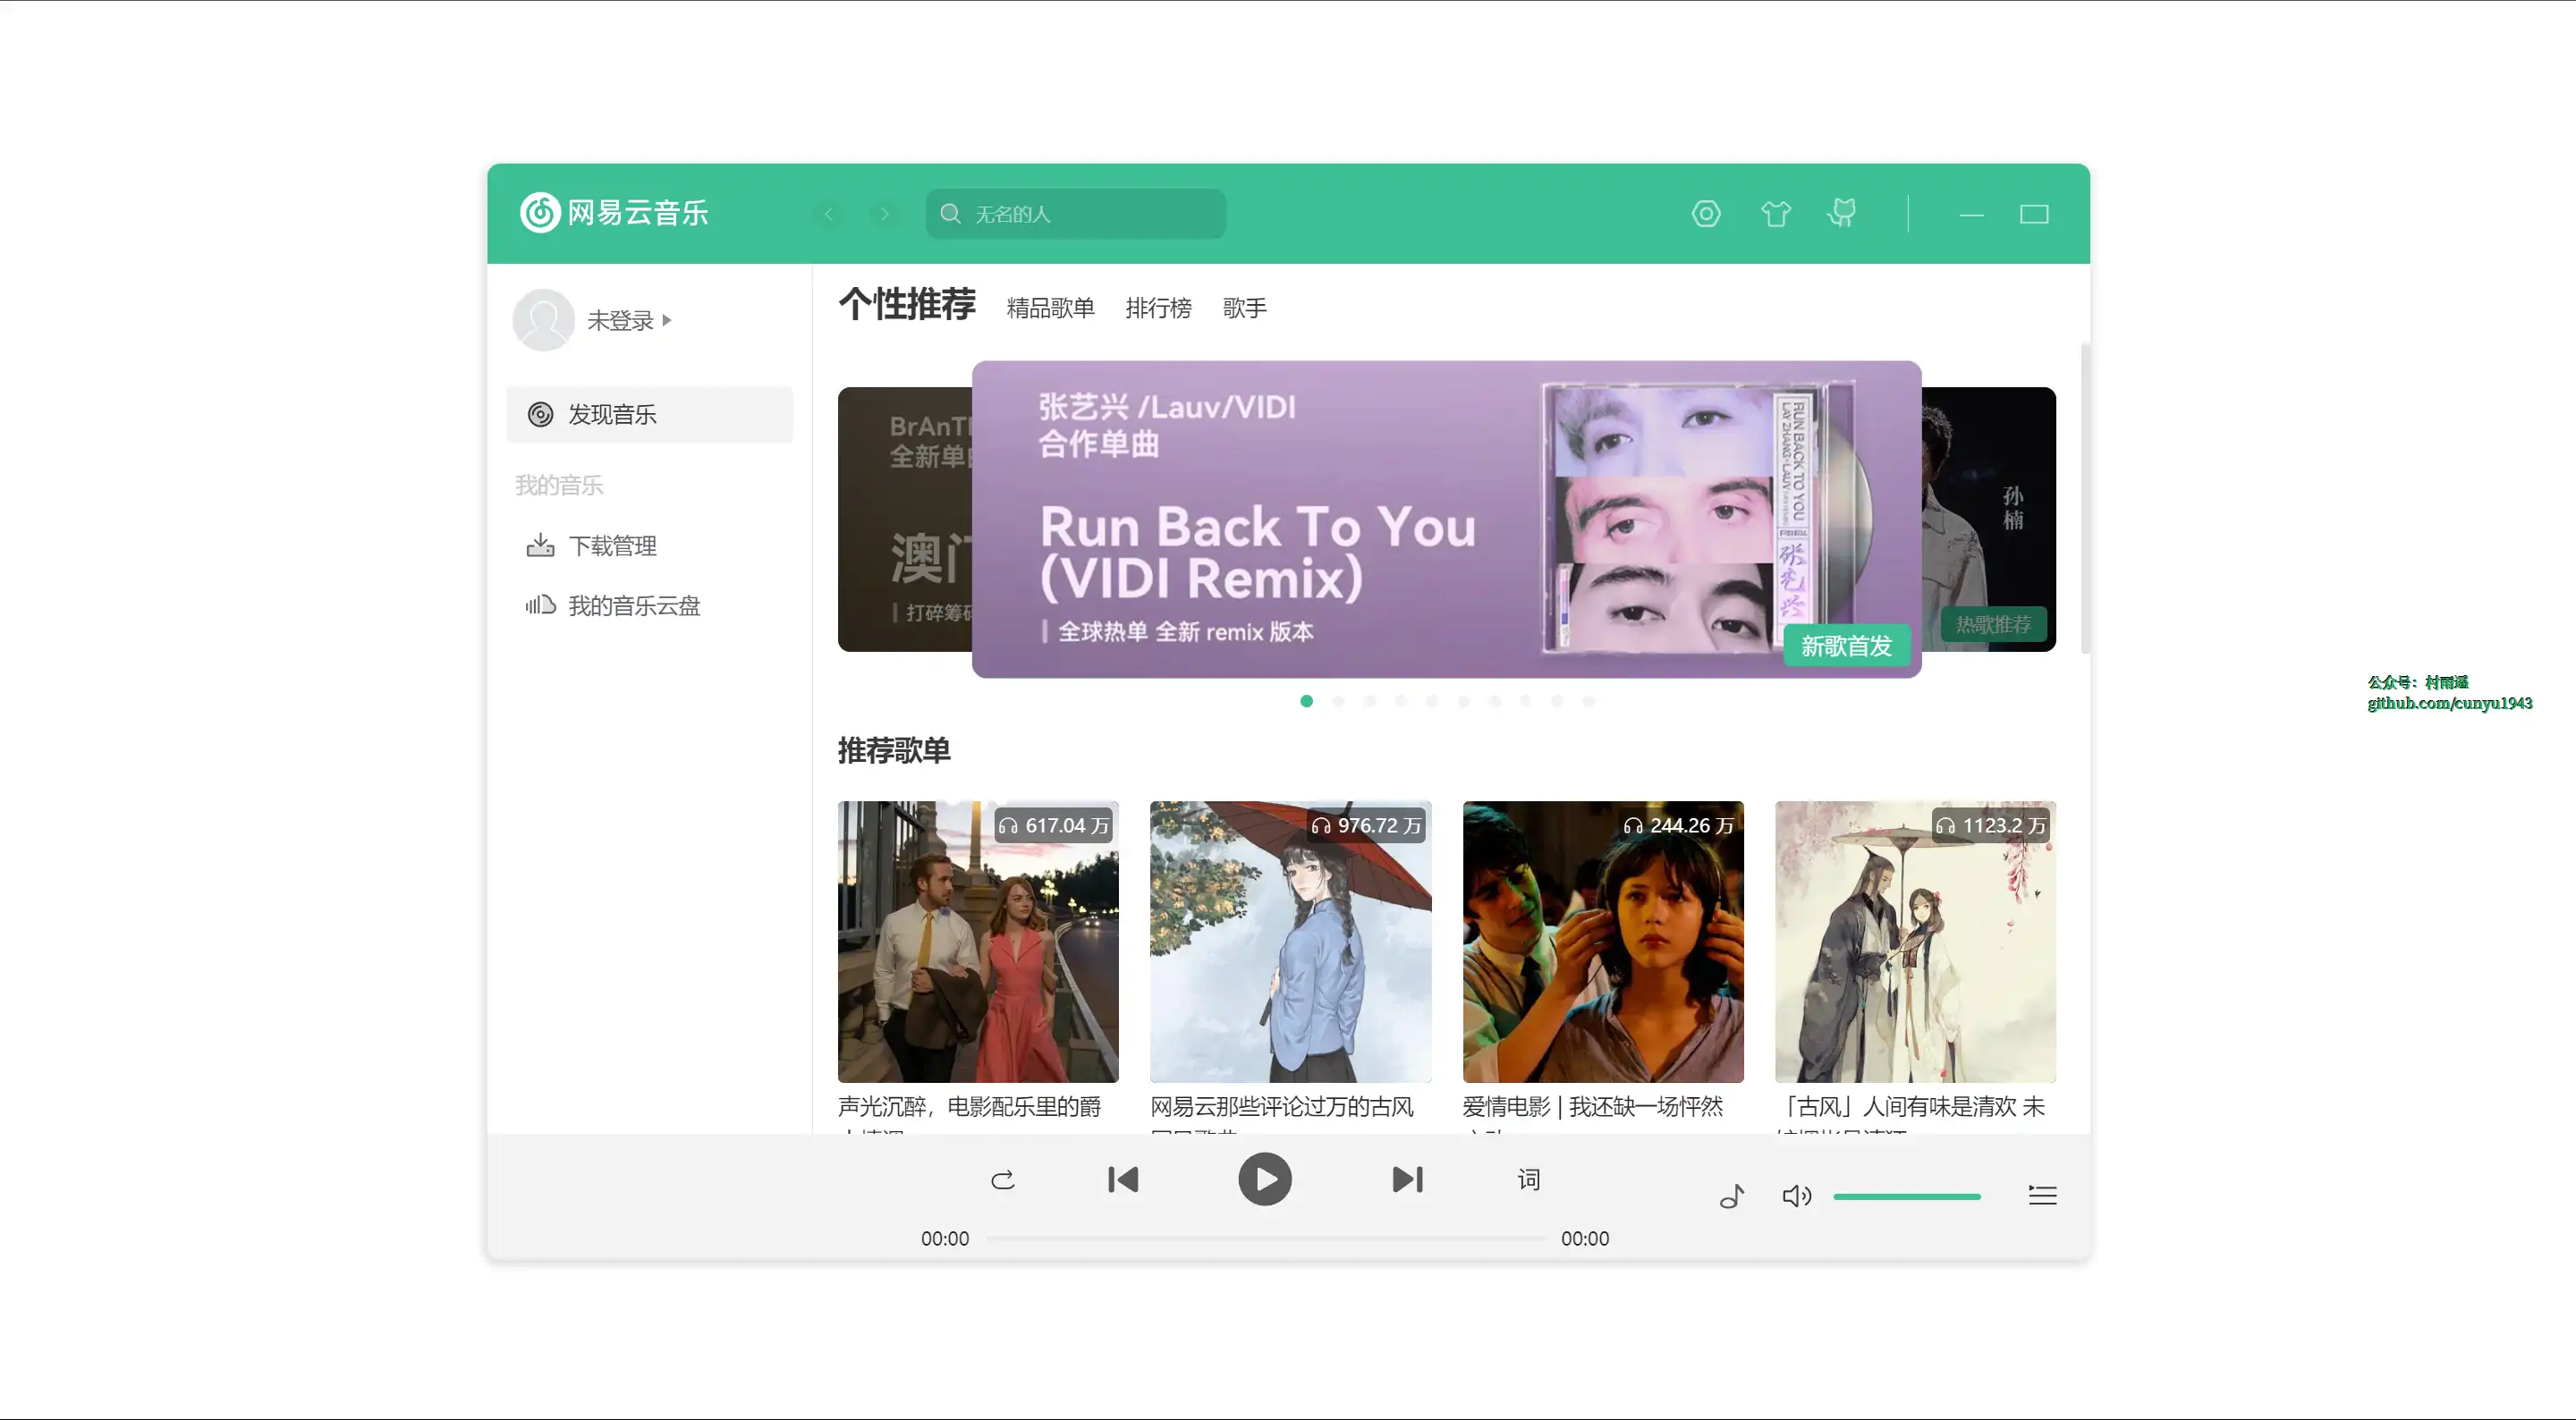 网易云音乐
无名的人
未登录
发现音乐
我的音乐
下载管理
我的音乐云盘
个性推荐 精品歌单 排行榜 歌手
全新单
澳门
打碎筹码
张艺兴 /Lauv/VIDI
合作单曲
Run Back To You
(VIDI Remix)
全球热单 全新 remix 版本
RUN BACK TO YOU
张艺兴
新歌首发
孙楠
热歌推荐
推荐歌单
617.04 万
976.72 万
244.26 万
1123.2 万
声光沉醉，电影配乐里的爵
网易云那些评论过万的古风
爱情电影 | 我还缺一场怦然
「古风」人间有味是清欢 未
词
00:00
00:00
公众号：村雨遥
github.com/cunyu1943